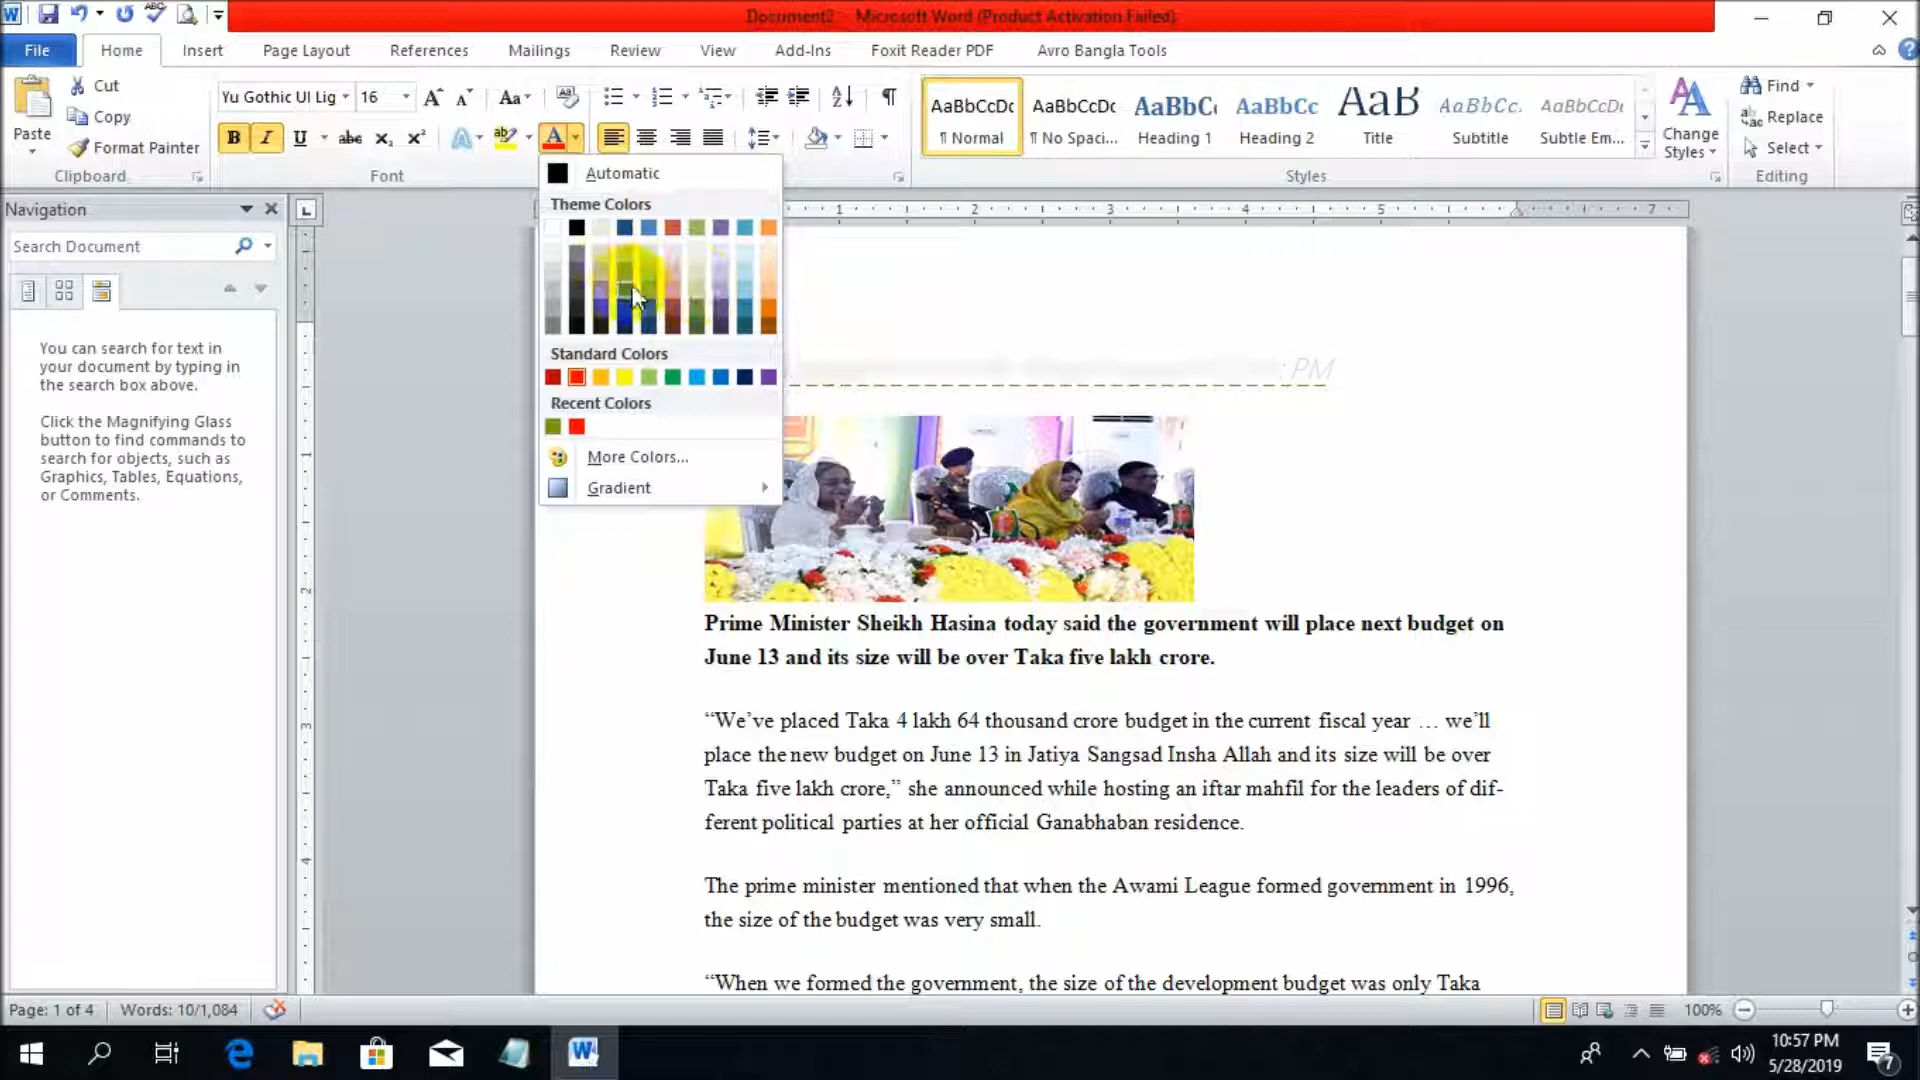 Document2 - Microsoft Word (Product Activation Failed)
File Home Insert Page Layout References Mailings Review View Add-Ins Foxit Reader PDF Avro Bangla Tools
Paste
Cut
Copy
Format Painter
Clipboard
Yu Gothic UI Lig 16
Font
AaBbCcDc AaBbCcDc AaBbC AaBbCc AaB AaBbCc. AaBbCcDı
¶ Normal ¶ No Spaci... Heading 1 Heading 2 Title Subtitle Subtle Em...
Styles
Change
Styles
Find
Replace
Select
Editing
Automatic
Theme Colors
Standard Colors
Recent Colors
More Colors...
Gradient
Navigation
Search Document
You can search for text in
your document by typing in
the search box above.
Click the Magnifying Glass
button to find commands to
search for objects, such as
Graphics, Tables, Equations,
or Comments.
1 2 3 4 5 7
1
2
3
4
: PM
Prime Minister Sheikh Hasina today said the government will place next budget on
June 13 and its size will be over Taka five lakh crore.
“We’ve placed Taka 4 lakh 64 thousand crore budget in the current fiscal year … we’ll
place the new budget on June 13 in Jatiya Sangsad Insha Allah and its size will be over
Taka five lakh crore,” she announced while hosting an iftar mahfil for the leaders of dif-
ferent political parties at her official Ganabhaban residence.
The prime minister mentioned that when the Awami League formed government in 1996,
the size of the budget was very small.
“When we formed the government, the size of the development budget was only Taka
Page: 1 of 4 Words: 10/1,084 100%
10:57 PM
5/28/2019
7